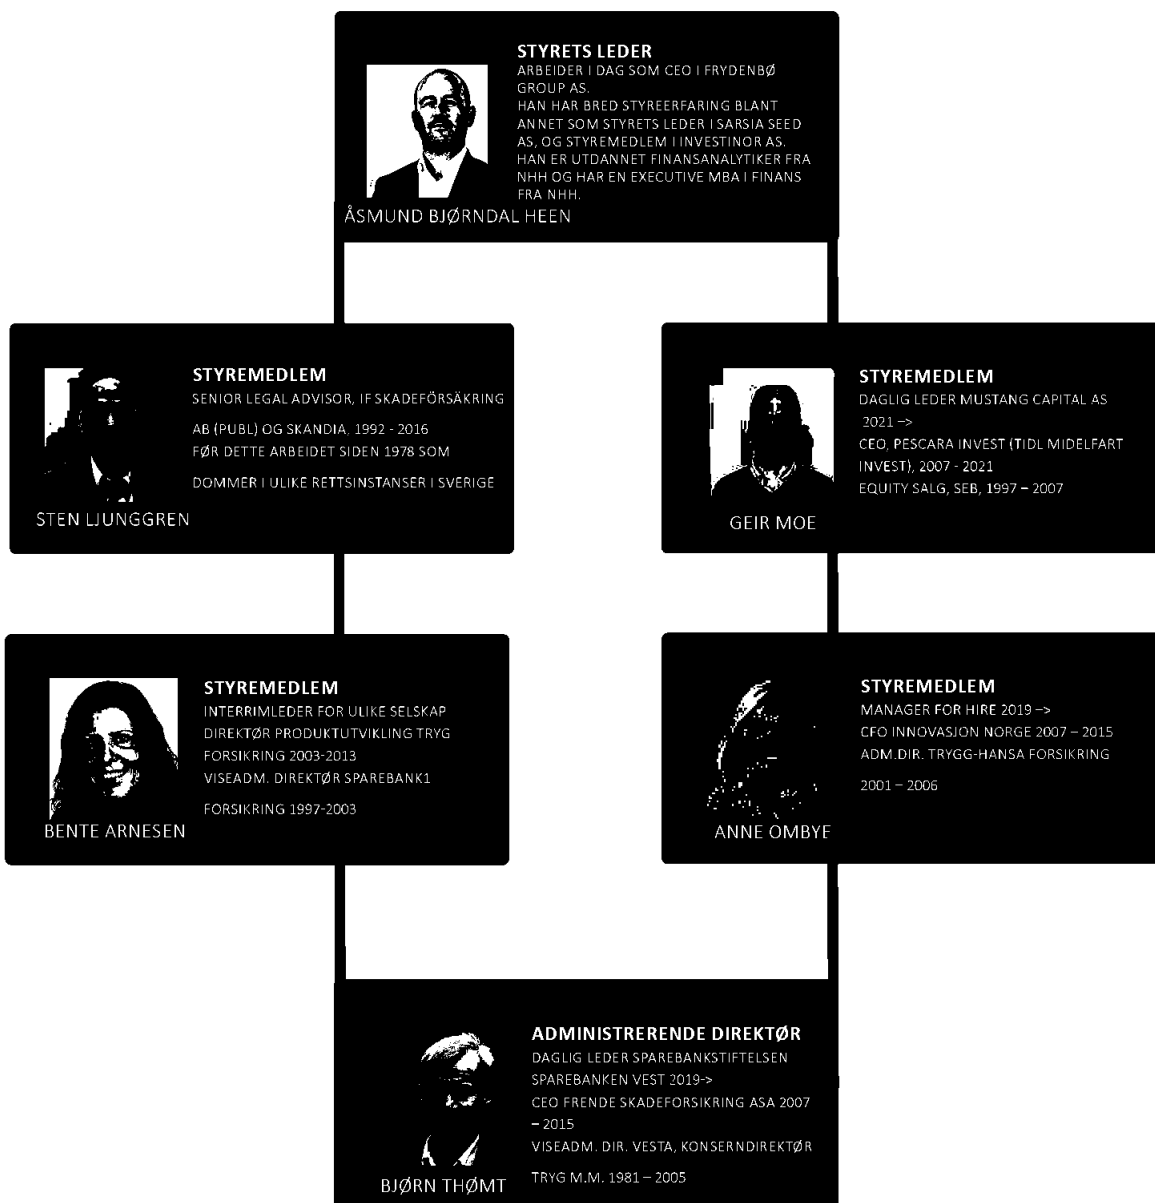 STYRETS LEDER
ARBEIDER I DAG SOM CEO I FRYDENBØ
GROUP AS.
HAN HAR BRED STYREERFARING BLANT
ANNET SOM STYRETS LEDER I SARSIA SEED
AS, OG STYREMEDLEM I INVESTINOR AS.
HAN ER UTDANNET FINANSANALYTIKER FRA
NHH OG HAR EN EXECUTIVE MBA I FINANS
FRA NHH.
ÅSMUND BJØRNDAL HEEN
STYREMEDLEM
SENIOR LEGAL ADVISOR, IF SKADEFÖRSÄKRING
AB (PUBL) OG SKANDIA, 1992 - 2016
FØR DETTE ARBEIDET SIDEN 1978 SOM
DOMMER I ULIKE RETTSINSTANSER I SVERIGE
STEN LJUNGGREN
STYREMEDLEM
DAGLIG LEDER MUSTANG CAPITAL AS
2021 –>
CEO, PESCARA INVEST (TIDL MIDELFART
INVEST), 2007 - 2021
EQUITY SALG, SEB, 1997 – 2007
GEIR MOE
STYREMEDLEM
INTERRIMLEDER FOR ULIKE SELSKAP
DIREKTØR PRODUKTUTVIKLING TRYG
FORSIKRING 2003-2013
VISEADM. DIREKTØR SPAREBANK1
FORSIKRING 1997-2003
BENTE ARNESEN
STYREMEDLEM
MANAGER FOR HIRE 2019 –>
CFO INNOVASJON NORGE 2007 – 2015
ADM.DIR. TRYGG-HANSA FORSIKRING
2001 – 2006
ANNE OMBYE
ADMINISTRERENDE DIREKTØR
DAGLIG LEDER SPAREBANKSTIFTELSEN
SPAREBANKEN VEST 2019->
CEO FRENDE SKADEFORSIKRING ASA 2007
– 2015
VISEADM. DIR. VESTA, KONSERNDIREKTØR
TRYG M.M. 1981 – 2005
BJØRN THØMT